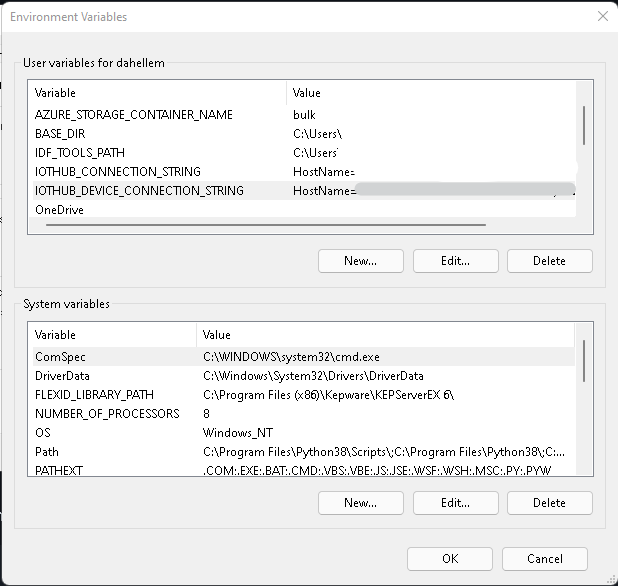 Environment Variables
User variables for dahellem
Variable Value
AZURE_STORAGE_CONTAINER_NAME bulk
BASE_DIR C:\Users\
IDF_TOOLS_PATH C:\Users
IOTHUB_CONNECTION_STRING HostName=
IOTHUB_DEVICE_CONNECTION_STRING HostName=
OneDrive
New... Edit... Delete
System variables
Variable Value
ComSpec C:\WINDOWS\system32\cmd.exe
DriverData C:\Windows\System32\Drivers\DriverData
FLEXID_LIBRARY_PATH C:\Program Files (x86)\Kepware\KEPServerEX 6\
NUMBER_OF_PROCESSORS 8
OS Windows_NT
Path C:\Program Files\Python38\Scripts\;C:\Program Files\Python38\;C:...
PATHEXT .COM;.EXE;.BAT;.CMD;.VBS;.VBE;.JS;.JSE;.WSF;.WSH;.MSC;.PY;.PYW
New... Edit... Delete
OK Cancel